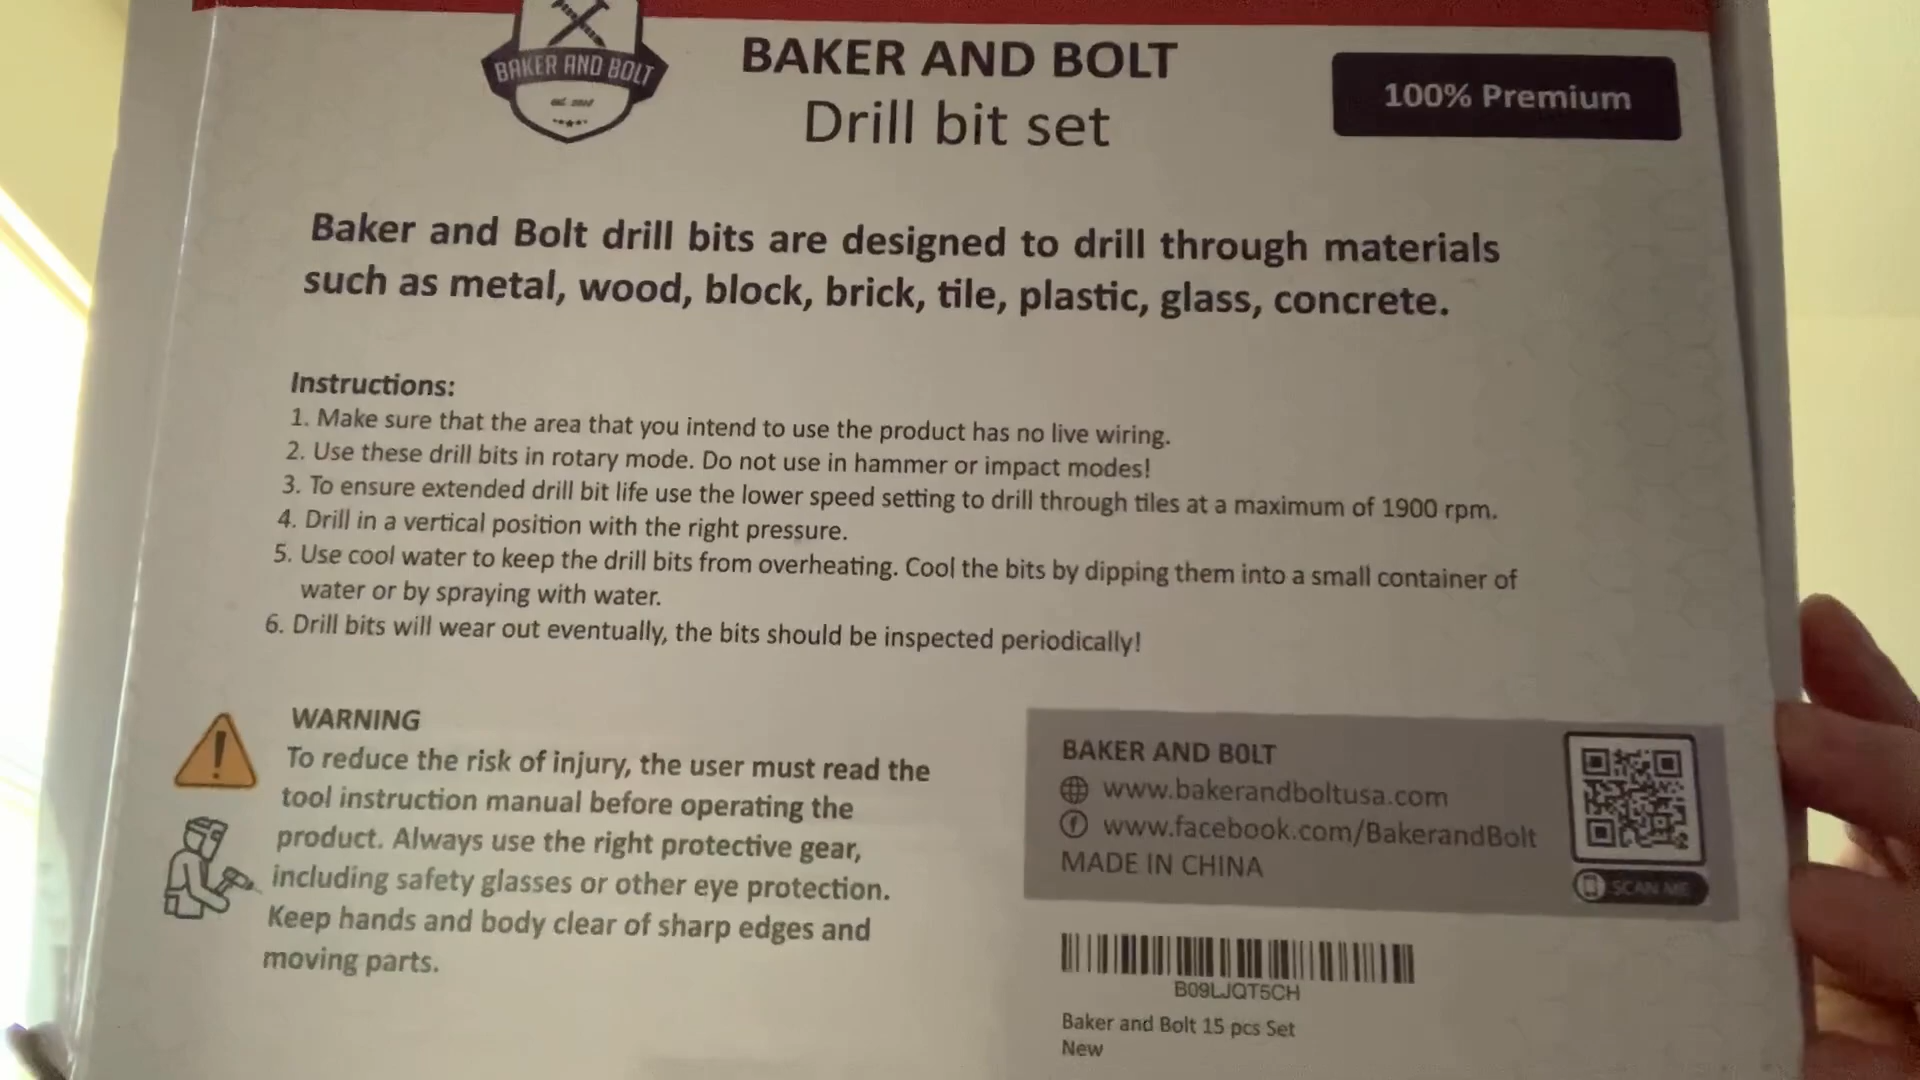 BAKER AND BOLT
BAKER AND BOLT
Drill bit set
100% Premium
Baker and Bolt drill bits are designed to drill through materials
such as metal, wood, block, brick, tile, plastic, glass, concrete.
Instructions:
1. Make sure that the area that you intend to use the product has no live wiring.
2. Use these drill bits in rotary mode. Do not use in hammer or impact modes!
3. To ensure extended drill bit life use the lower speed setting to drill through tiles at a maximum of 1900 rpm.
4. Drill in a vertical position with the right pressure.
5. Use cool water to keep the drill bits from overheating. Cool the bits by dipping them into a small container of
water or by spraying with water.
6. Drill bits will wear out eventually, the bits should be inspected periodically!
WARNING
To reduce the risk of injury, the user must read the
tool instruction manual before operating the
product. Always use the right protective gear,
including safety glasses or other eye protection.
Keep hands and body clear of sharp edges and
moving parts.
BAKER AND BOLT
www.bakerandboltusa.com
www.facebook.com/BakerandBolt
MADE IN CHINA
SCAN ME
B09LJQT5CH
Baker and Bolt 15 pcs Set
New